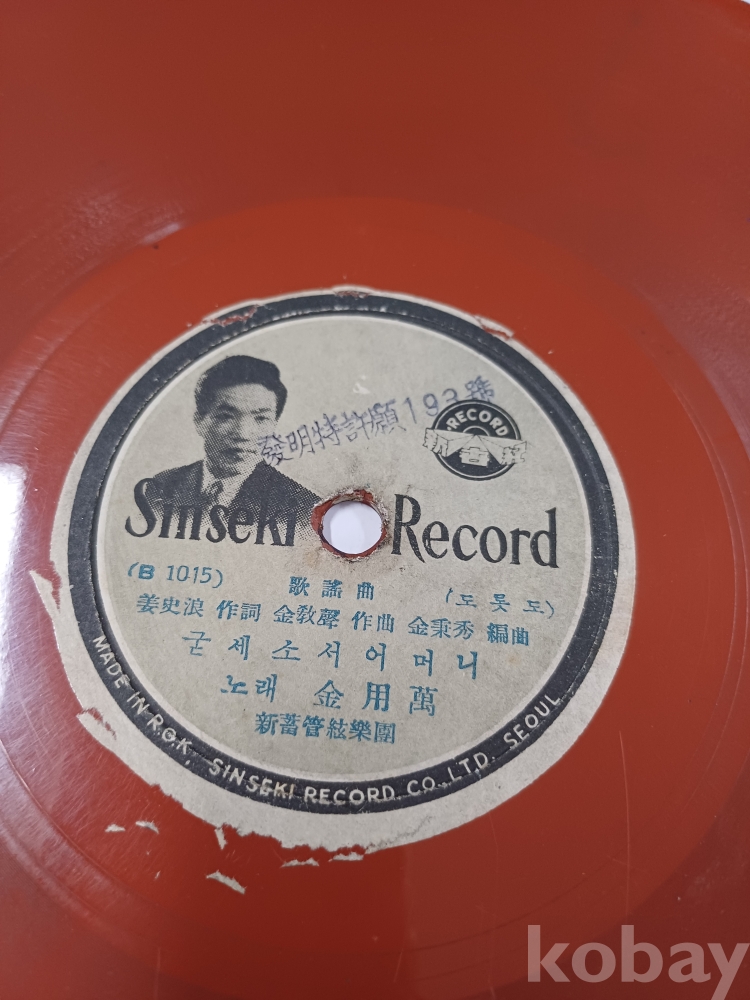 發明特許願193號
RECORD
新世紀
Sinseki Record
(B 1015) 歌謠曲 (도롯도)
姜史浪 作詞 金敎聲 作曲 金秉秀 編曲
굳세소서어머니
노래 金用萬
新蓄管絃樂團
MADE IN R.O.K. SINSEKI RECORD. CO., LTD. SEOUL
kobay